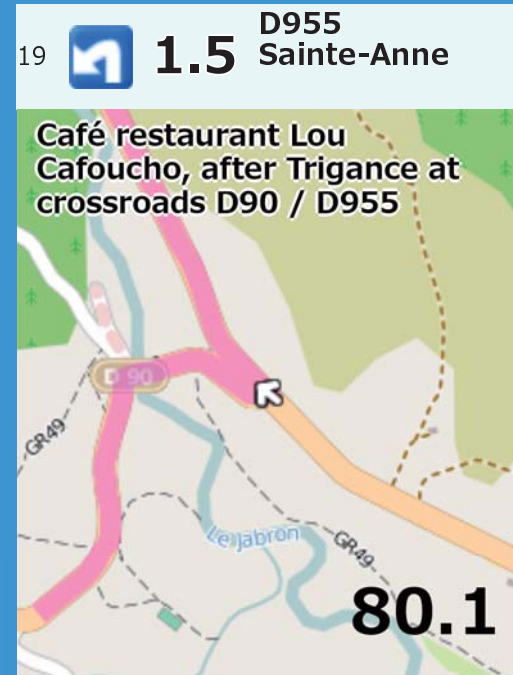 D955
19 1.5 Sainte-Anne
Café restaurant Lou
Cafoucho, after Trigance at
crossroads D90 / D955
D 90
GR49
Le Jabron
GR49
80.1